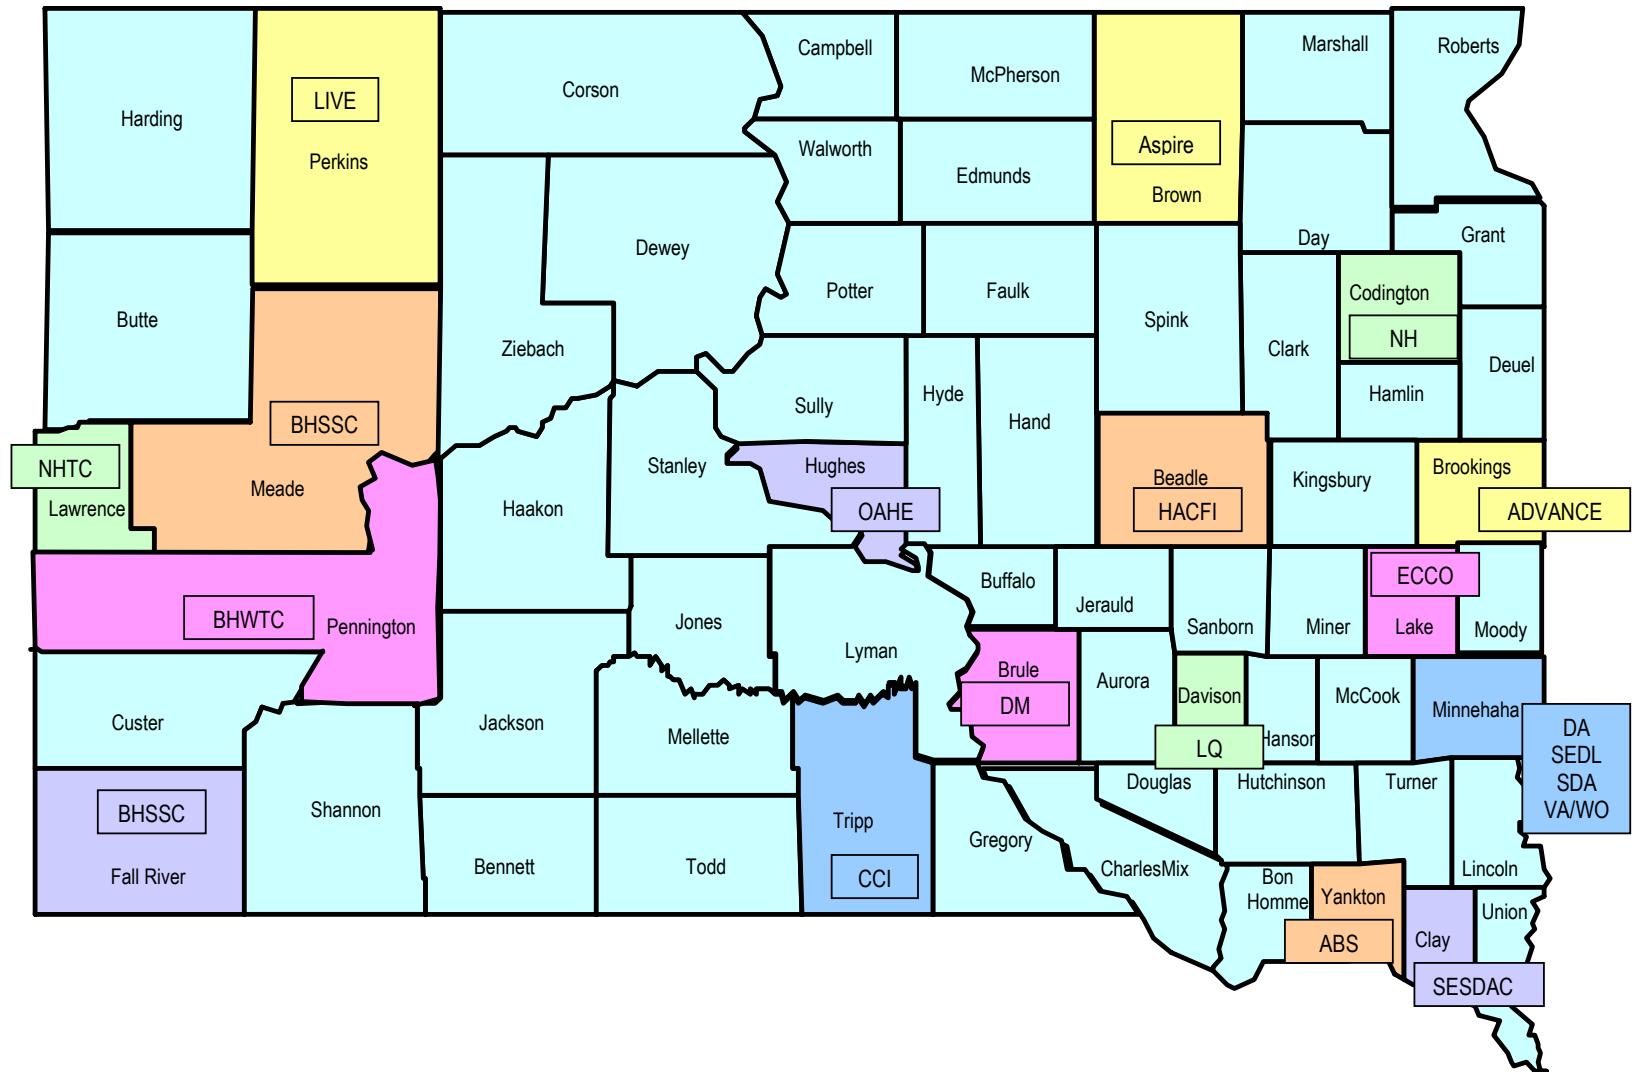 Campbell
McPherson
Marshall
Roberts
Harding
LIVE
Perkins
Corson
Walworth
Edmunds
Aspire
Brown
Day
Grant
Dewey
Butte
Ziebach
Potter
Faulk
Spink
Clark
Codington
NH
Deuel
Hamlin
Sully
Hyde
Hand
BHSSC
Meade
NHTC
Lawrence
Haakon
Stanley
Hughes
OAHE
Beadle
HACFI
Kingsbury
Brookings
ADVANCE
BHWTC
Pennington
Jones
Lyman
Buffalo
Jerauld
Sanborn
Miner
ECCO
Lake
Moody
Custer
Jackson
Mellette
Brule
DM
Aurora
Davison
LQ
Hanson
McCook
Minnehaha
DA
SEDL
SDA
VA/WO
BHSSC
Fall River
Shannon
Bennett
Todd
Tripp
CCI
Gregory
Douglas
CharlesMix
Hutchinson
Turner
Lincoln
Bon
Homme
Yankton
ABS
Clay
Union
SESDAC